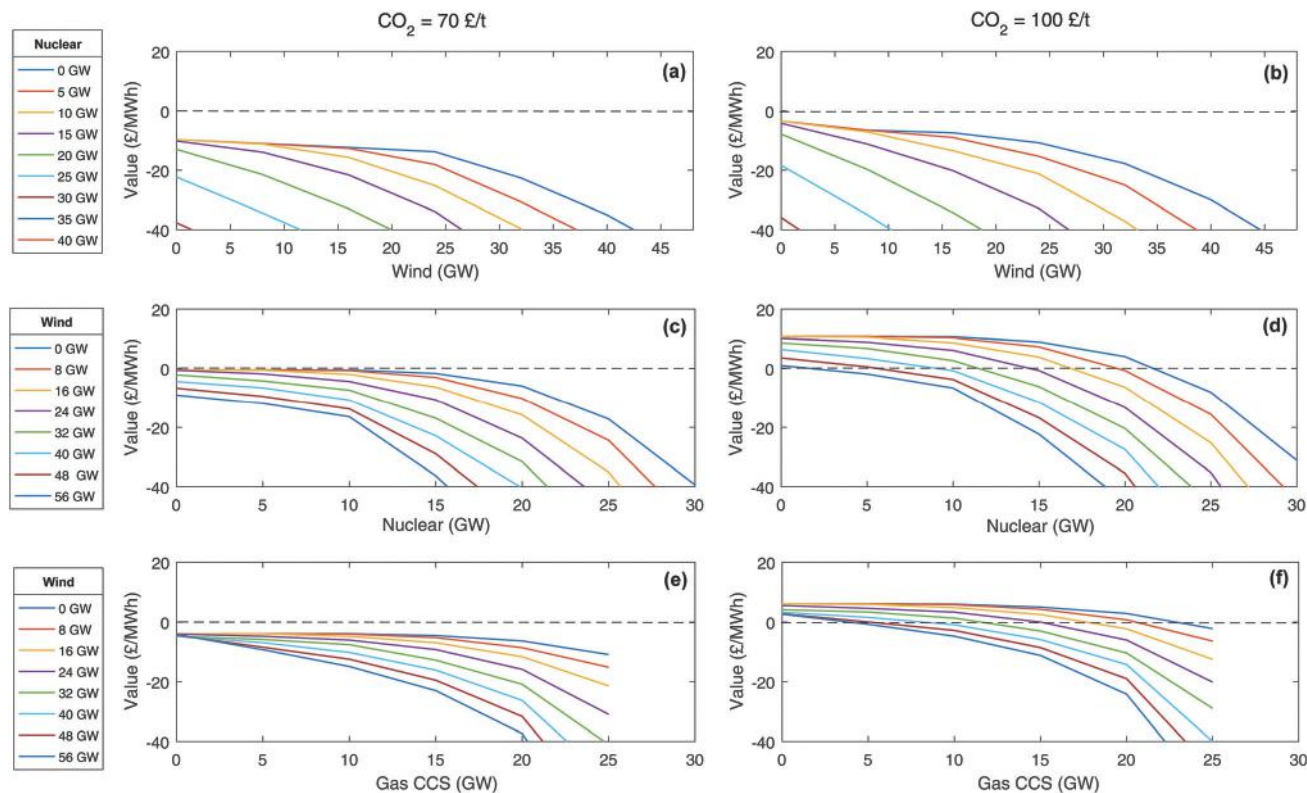 CO2 = 70 £/t
CO2 = 100 £/t
Nuclear
0 GW
5 GW
10 GW
15 GW
20 GW
25 GW
30 GW
35 GW
40 GW
(a)
20
0
-20
-40
Value (£/MWh)
0 5 10 15 20 25 30 35 40 45
Wind (GW)
(b)
20
0
-20
-40
Value (£/MWh)
0 5 10 15 20 25 30 35 40 45
Wind (GW)
Wind
0 GW
8 GW
16 GW
24 GW
32 GW
40 GW
48 GW
56 GW
(c)
20
0
-20
-40
Value (£/MWh)
0 5 10 15 20 25 30
Nuclear (GW)
(d)
20
0
-20
-40
Value (£/MWh)
0 5 10 15 20 25 30
Nuclear (GW)
Wind
0 GW
8 GW
16 GW
24 GW
32 GW
40 GW
48 GW
56 GW
(e)
20
0
-20
-40
Value (£/MWh)
0 5 10 15 20 25 30
Gas CCS (GW)
(f)
20
0
-20
-40
Value (£/MWh)
0 5 10 15 20 25 30
Gas CCS (GW)